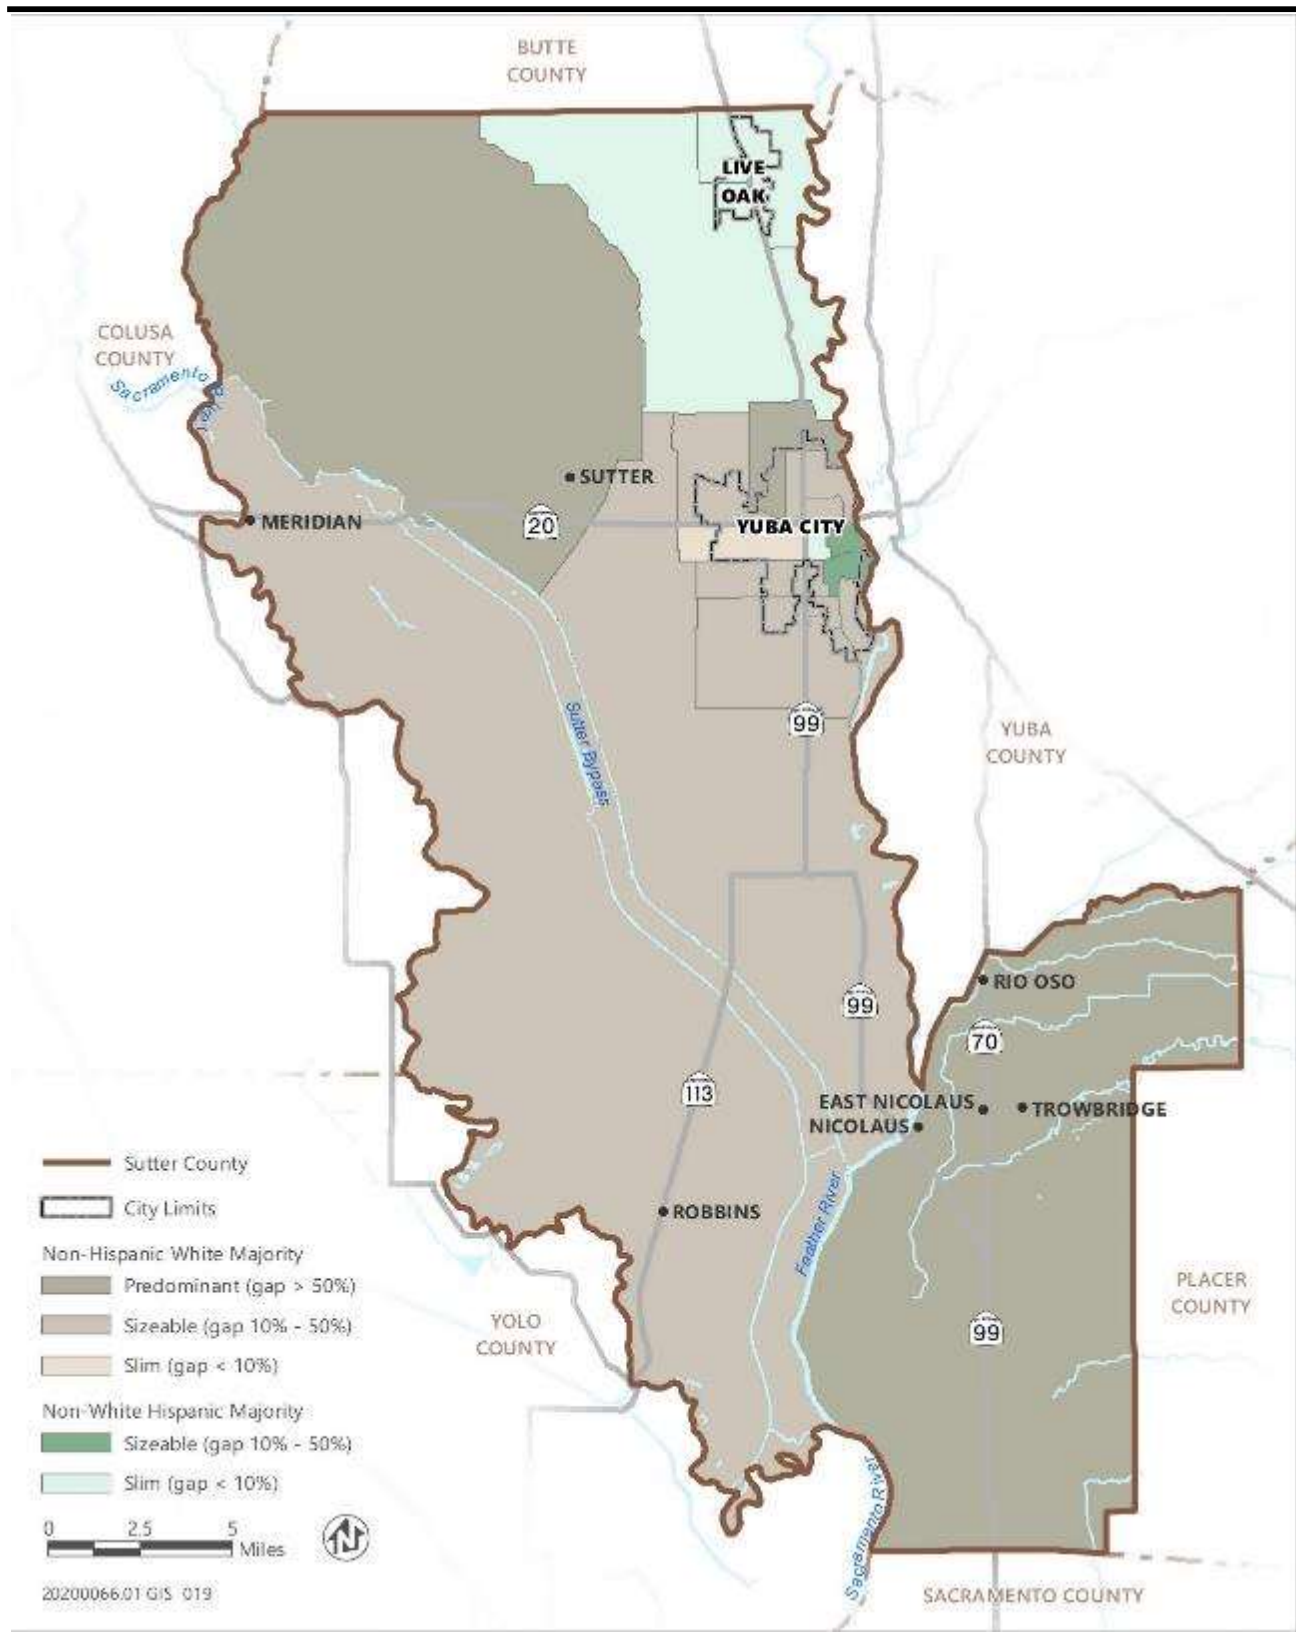 BUTTE
COUNTY
LIVE
OAK
COLUSA
COUNTY
Sacramento
SUTTER
MERIDIAN
20
YUBA CITY
Sutter Bypass
99
YUBA
COUNTY
RIO OSO
99
70
113
EAST NICOLAUS
TROWBRIDGE
NICOLAUS
Sutter County
City Limits
ROBBINS
Feather River
Non-Hispanic White Majority
Predominant (gap > 50%)
Sizeable (gap 10% - 50%)
Slim (gap < 10%)
YOLO
COUNTY
PLACER
COUNTY
99
Non-White Hispanic Majority
Sizeable (gap 10% - 50%)
Slim (gap < 10%)
Sacramento River
0 2.5 5
Miles
N
20200066.01 GIS 019
SACRAMENTO COUNTY